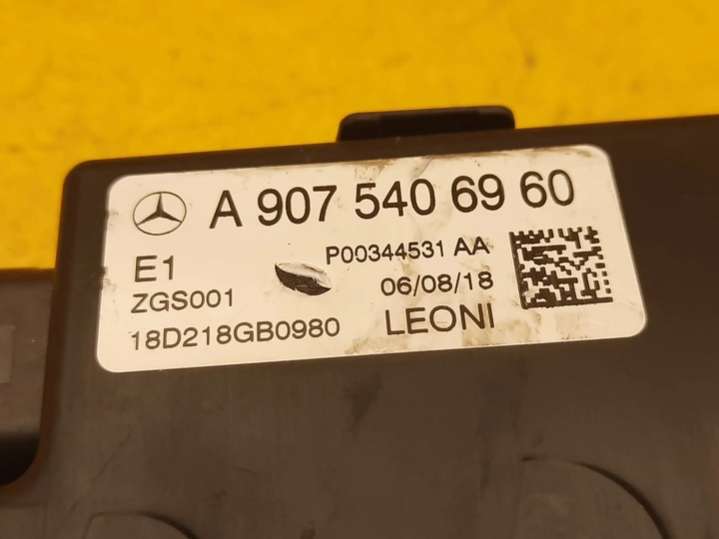 A 907 540 69 60
E1
P00344531 AA
ZGS001
06/08/18
18D218GB0980
LEONI